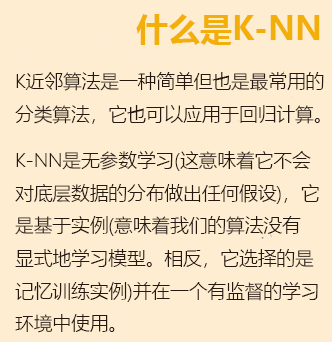 什么是K-NN
K近邻算法是一种简单但也是最常用的
分类算法，它也可以应用于回归计算。
K-NN是无参数学习(这意味着它不会
对底层数据的分布做出任何假设)，它
是基于实例(意味着我们的算法没有
显式地学习模型。相反，它选择的是
记忆训练实例)并在一个有监督的学习
环境中使用。